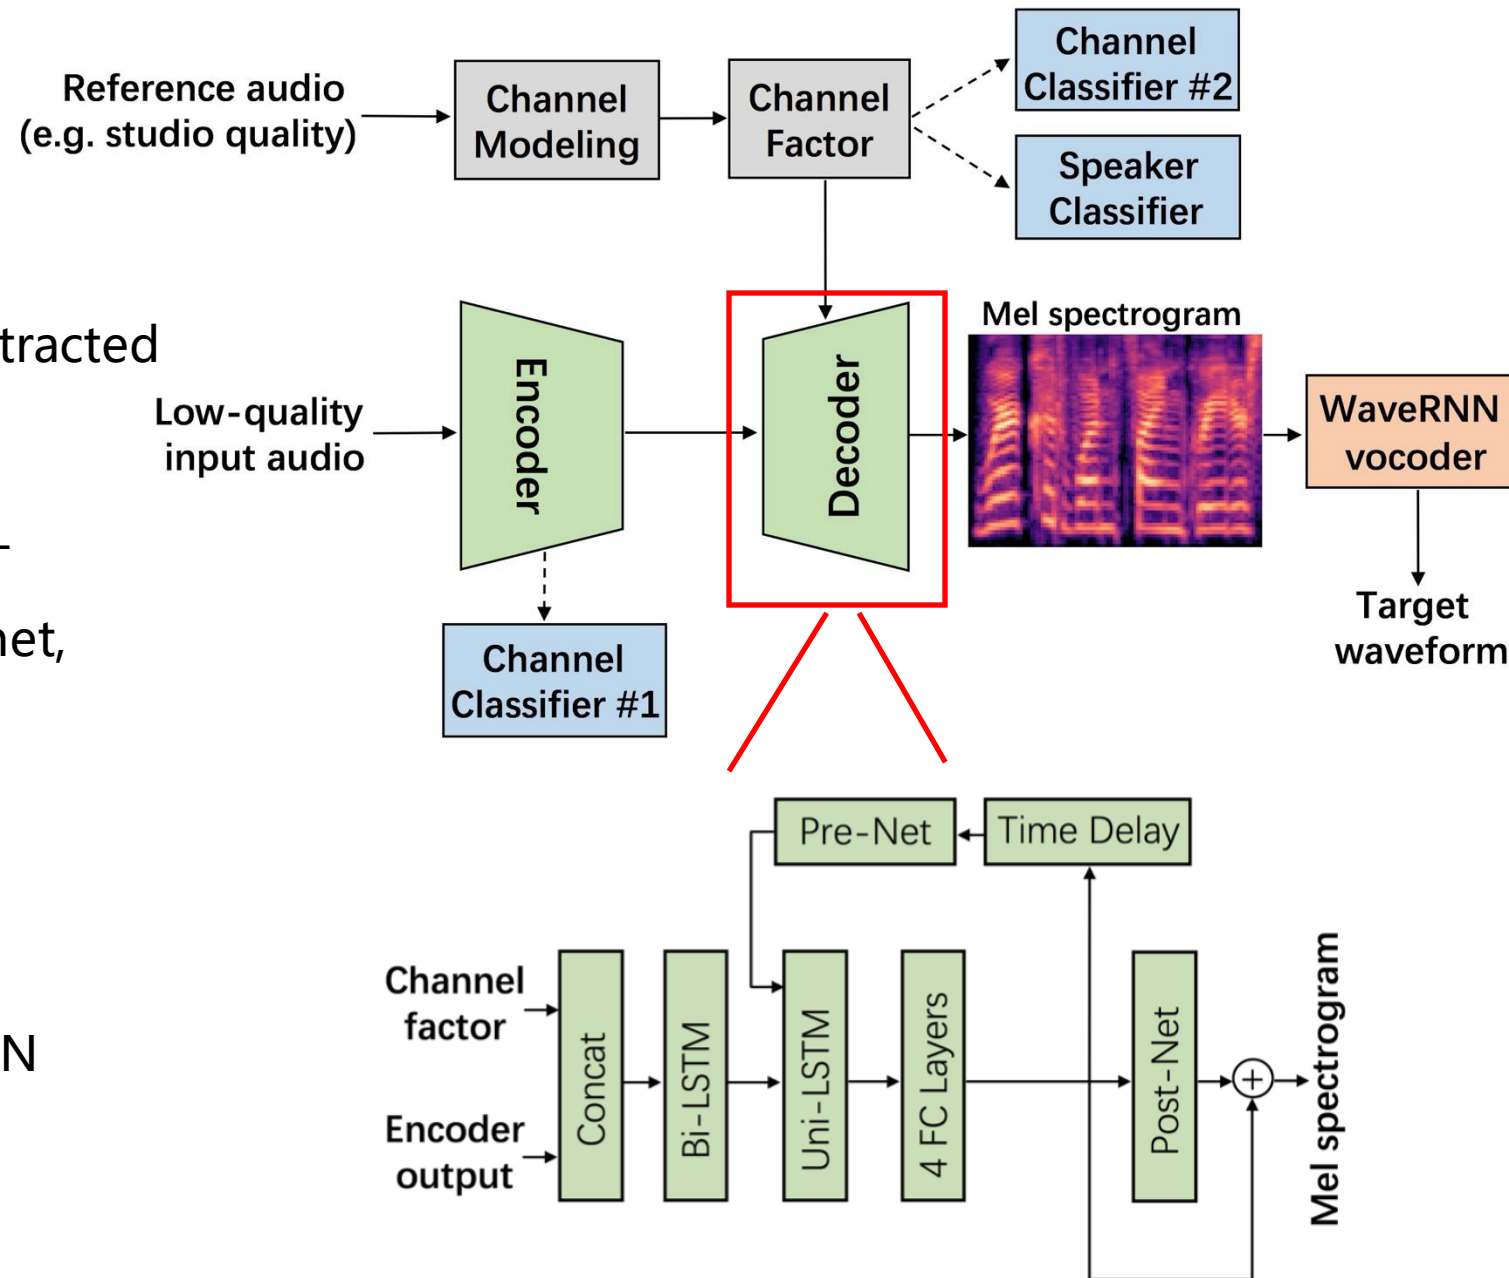 Reference audio
(e.g. studio quality)
Channel
Modeling
Channel
Factor
Channel
Classifier #2
Speaker
Classifier
tracted
Low-quality
input audio
Encoder
Decoder
Mel spectrogram
WaveRNN
vocoder
Target
waveform
Channel
Classifier #1
net,
Pre-Net
Time Delay
Channel
factor
Encoder
output
Concat
Bi-LSTM
Uni-LSTM
4 FC Layers
Post-Net
+
Mel spectrogram
N